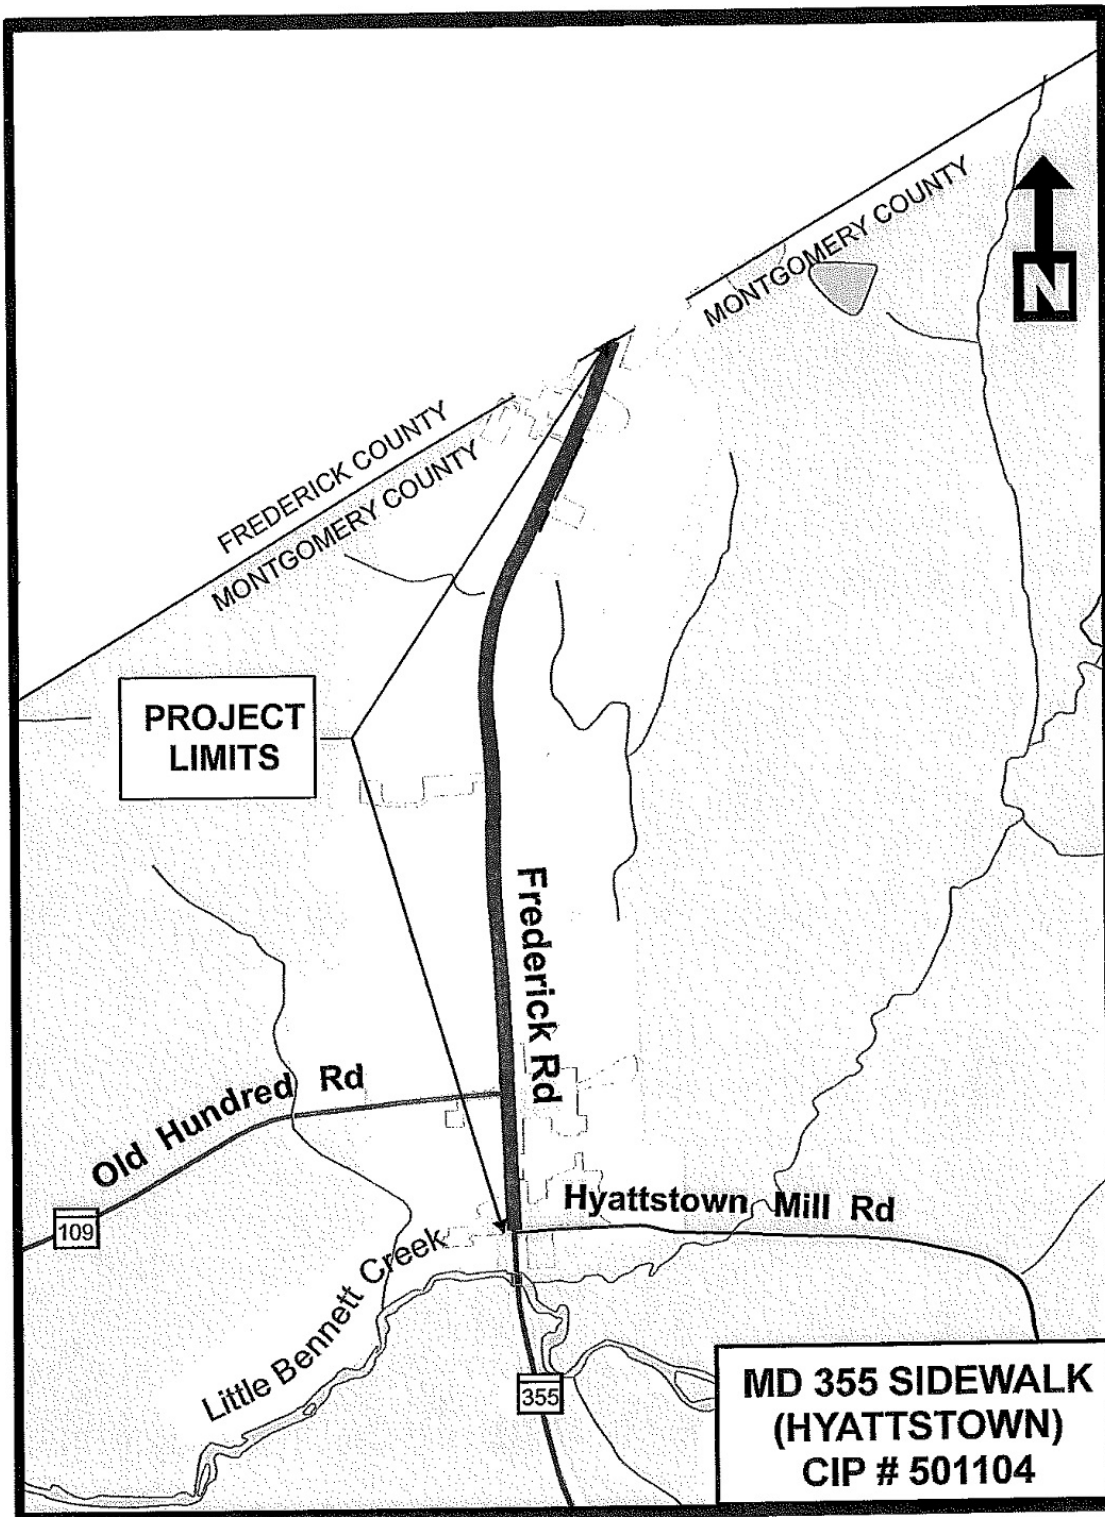 MONTGOMERY COUNTY
N
FREDERICK COUNTY
MONTGOMERY COUNTY
PROJECT
LIMITS
Frederick Rd
Old Hundred Rd
109
Hyattstown Mill Rd
Little Bennett Creek
355
MD 355 SIDEWALK
(HYATTSTOWN)
CIP # 501104